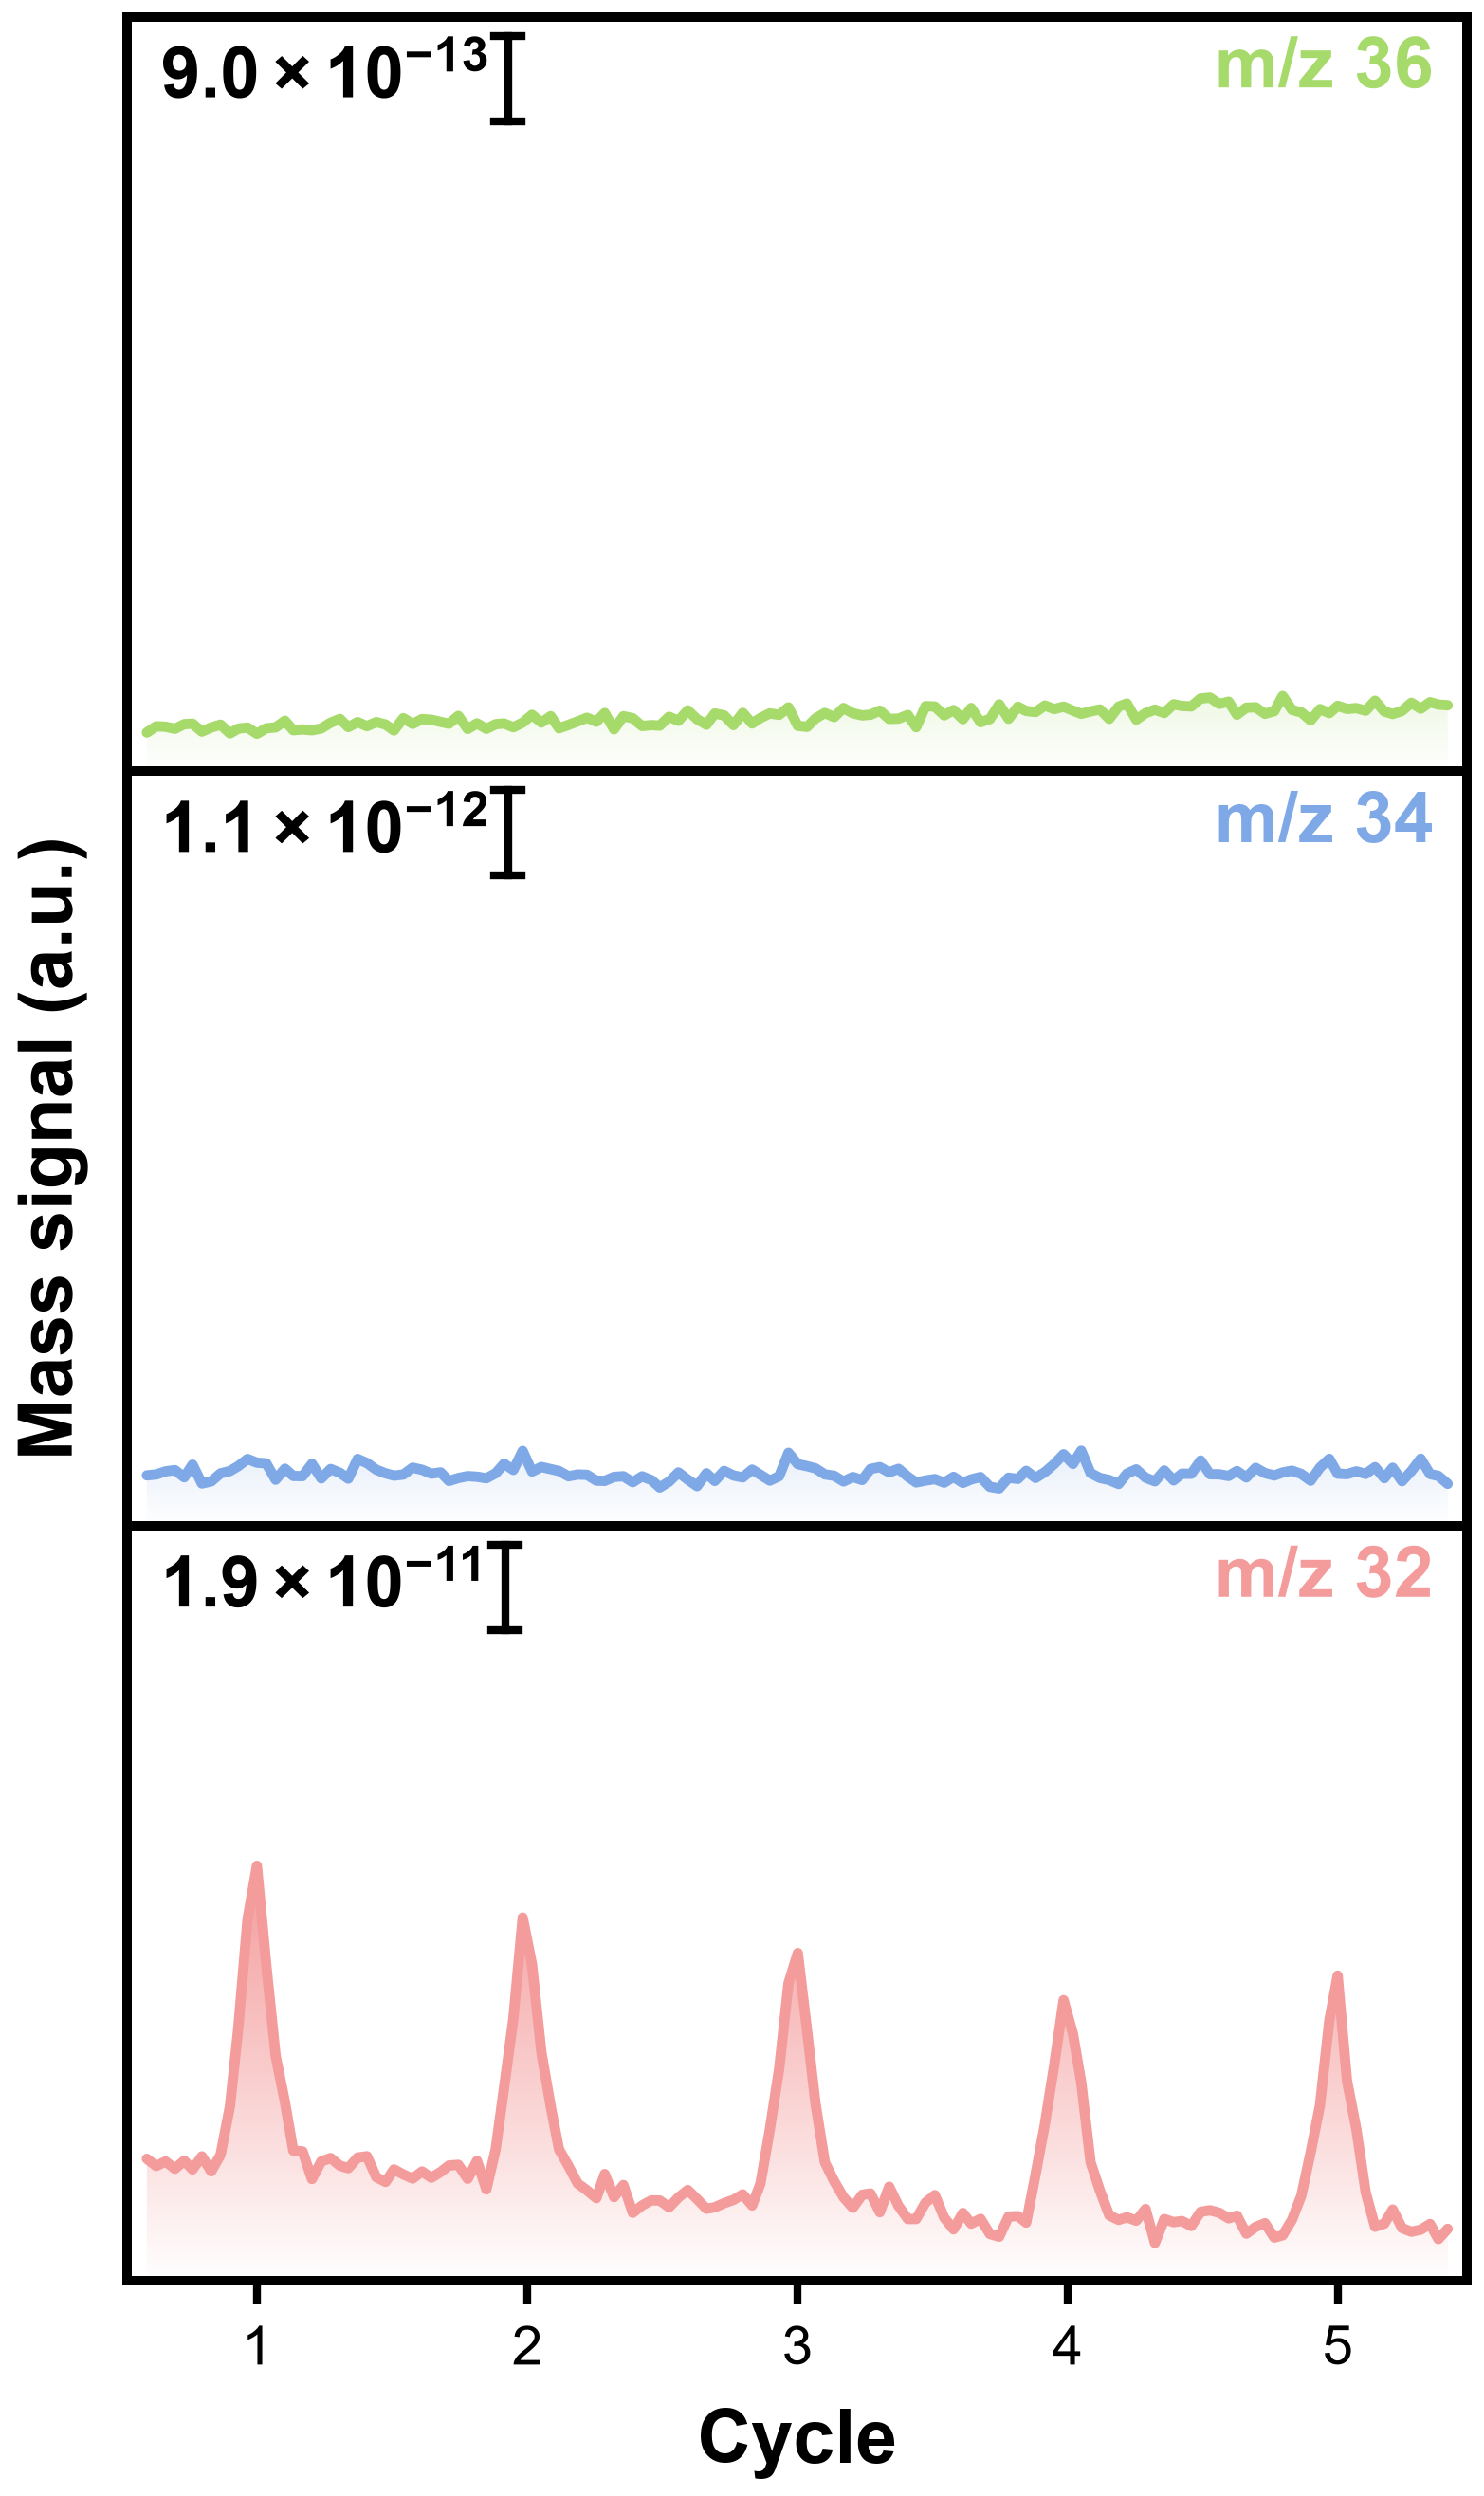 9.0 × 10⁻¹³
m/z 36
1.1 × 10⁻¹²
m/z 34
1.9 × 10⁻¹¹
m/z 32
Mass signal (a.u.)
1 2 3 4 5
Cycle